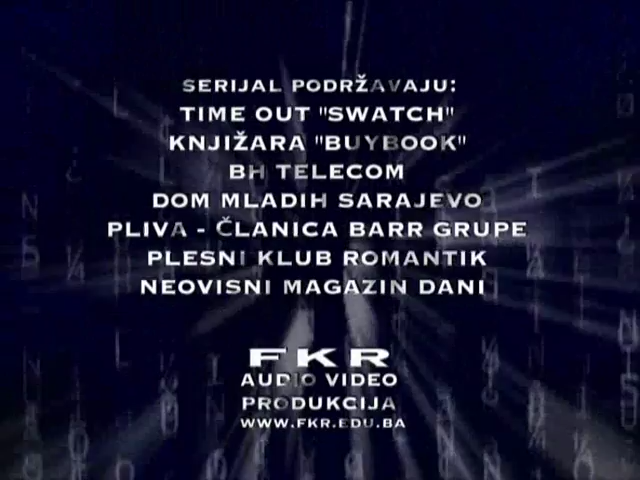 SERIJAL PODRŽAVAJU:
TIME OUT "SWATCH"
KNJIŽARA "BUYBOOK"
BH TELECOM
DOM MLADIH SARAJEVO
PLIVA - ČLANICA BARR GRUPE
PLESNI KLUB ROMANTIK
NEOVISNI MAGAZIN DANI
FKR
AUDIO VIDEO
PRODUKCIJA
WWW.FKR.EDU.BA